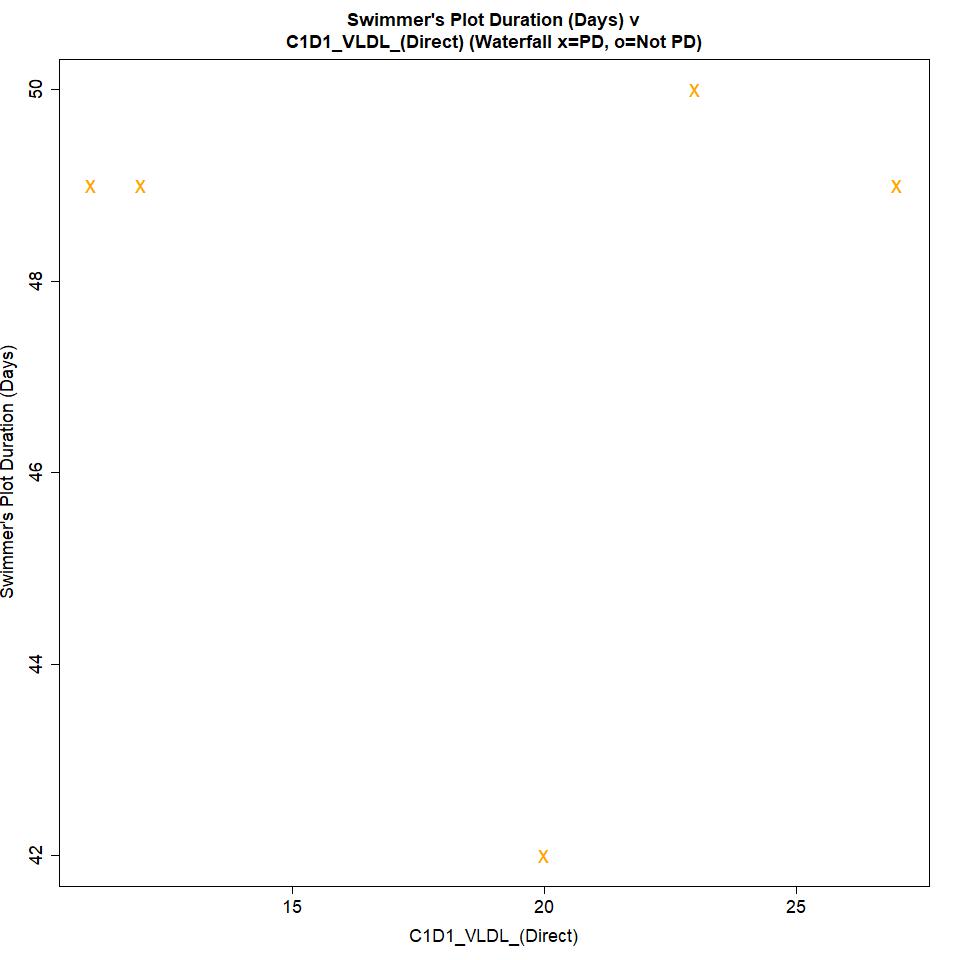 Swimmer's Plot Duration (Days) v
C1D1_VLDL_(Direct) (Waterfall x=PD, o=Not PD)
50
48
46
44
42
Swimmer's Plot Duration (Days)
X
X
X
X
X
15
20
25
C1D1_VLDL_(Direct)